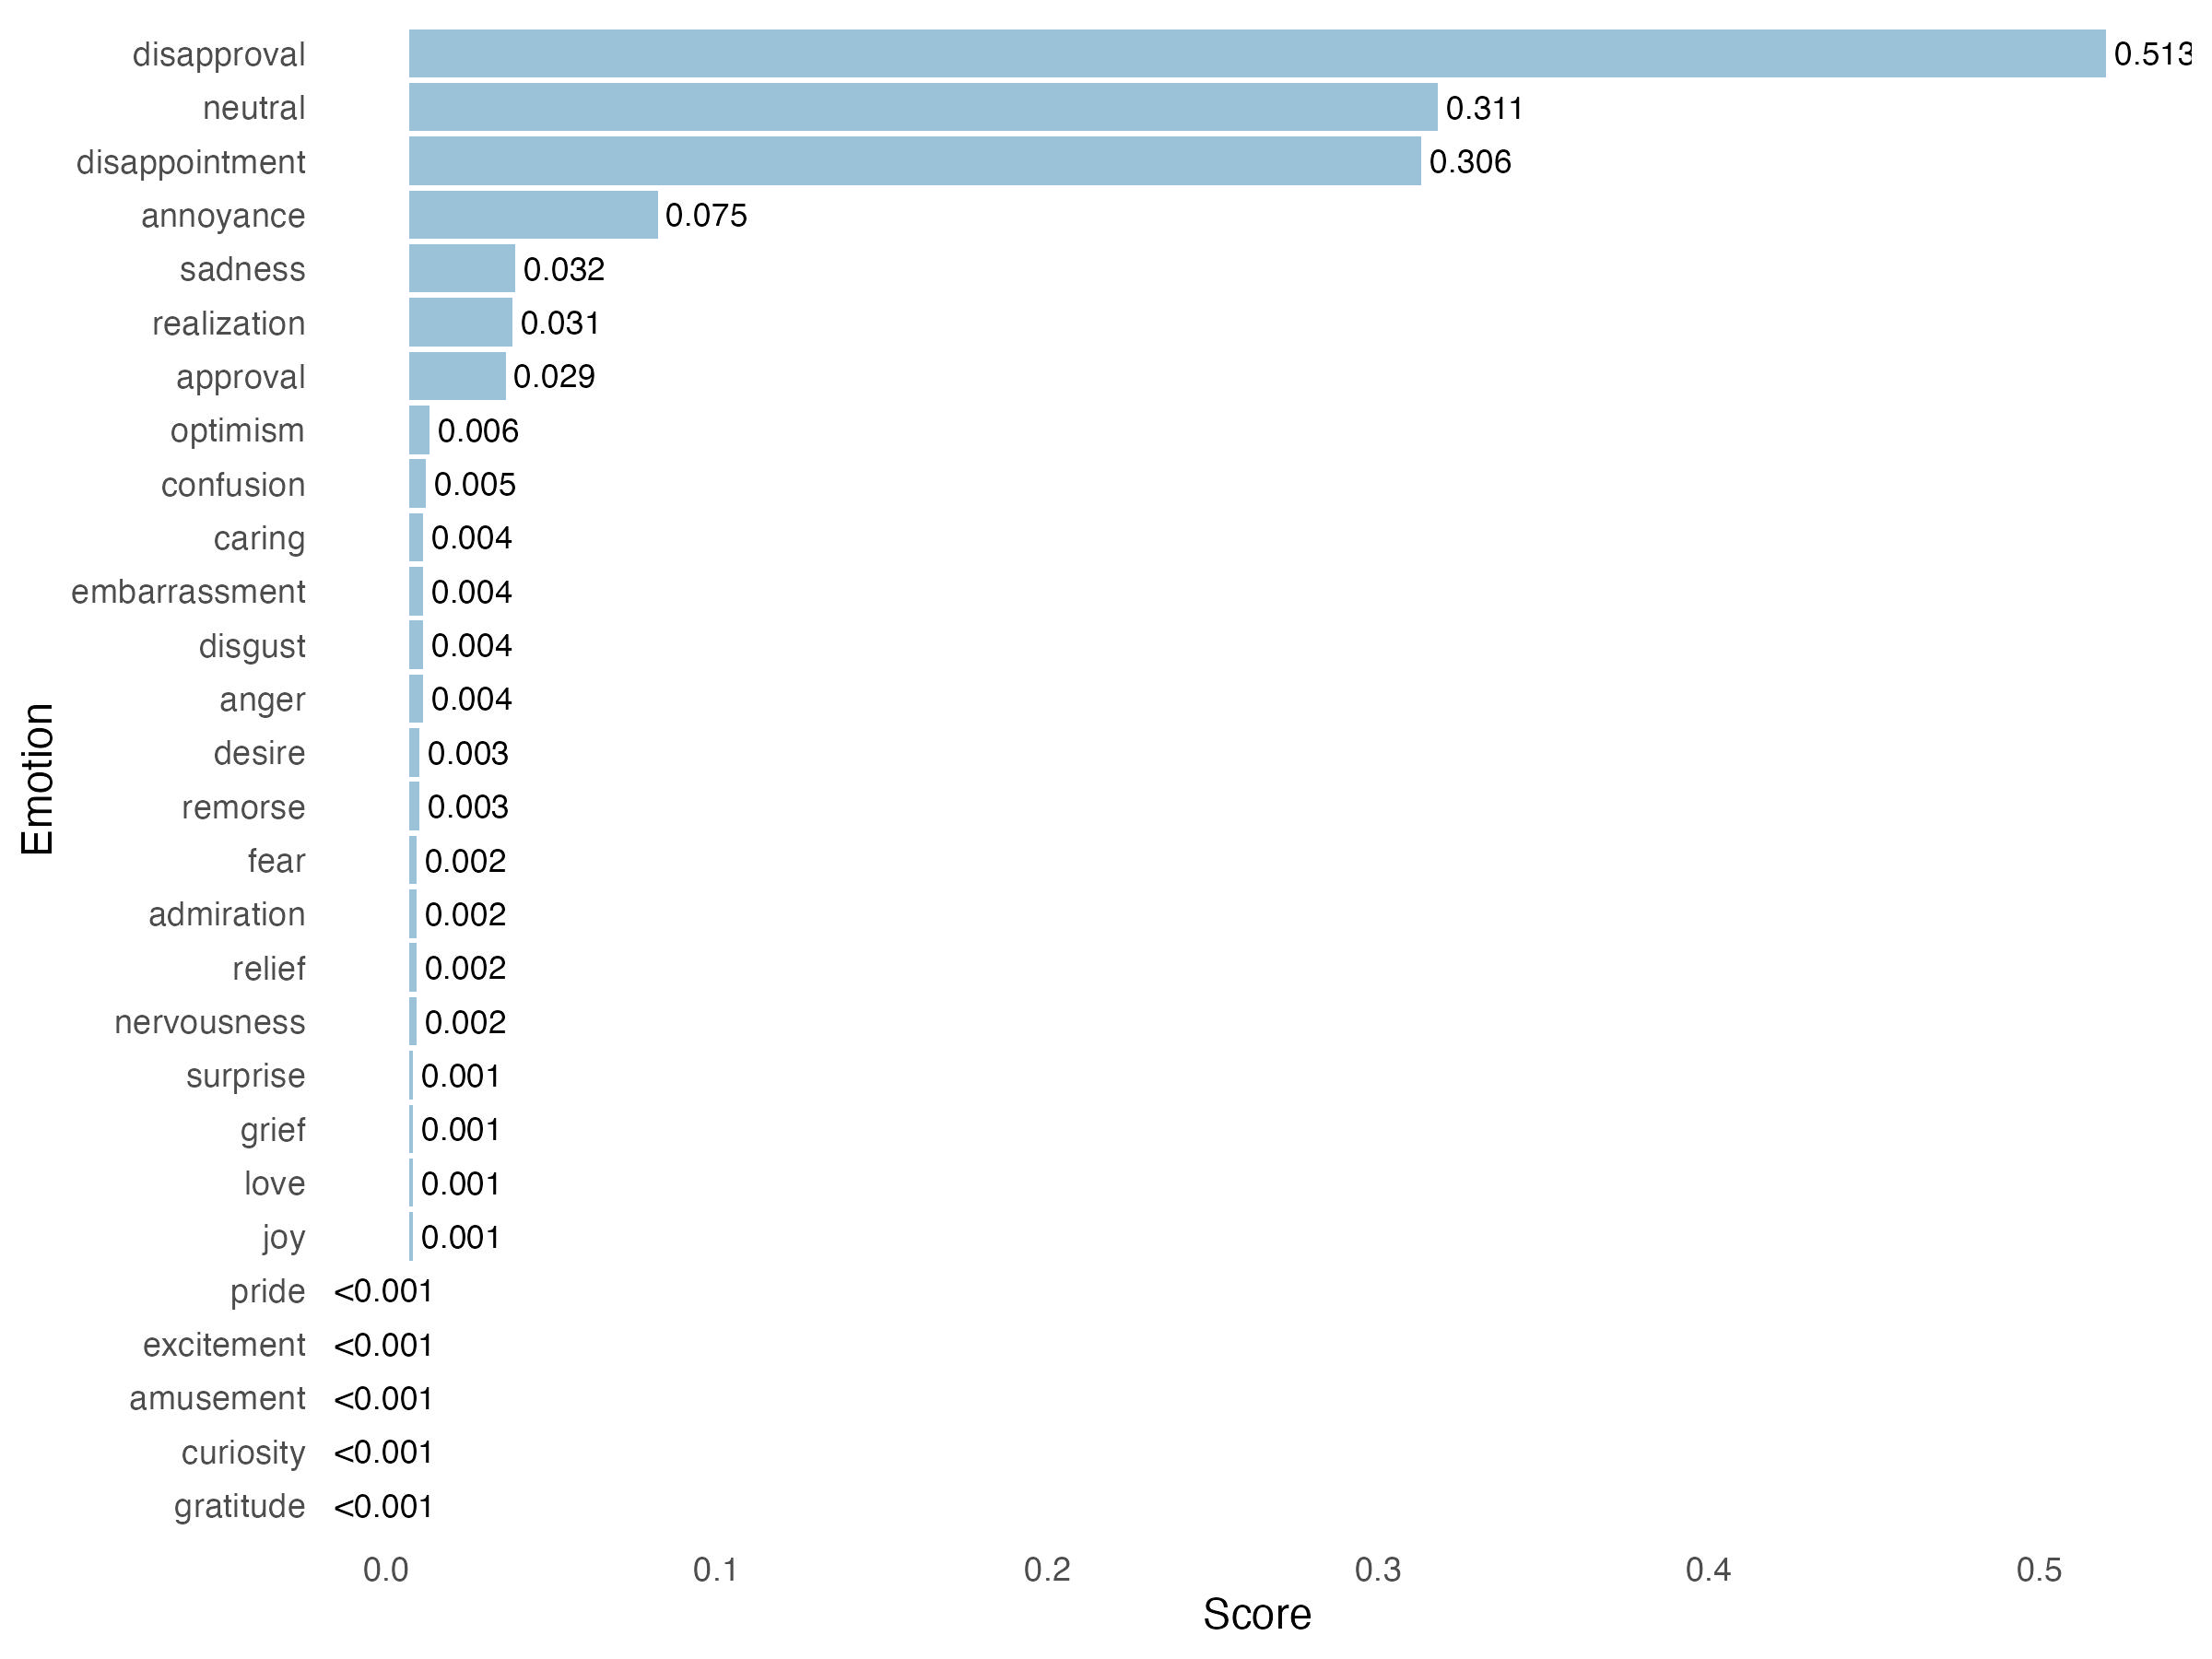 disapproval 0.513
neutral 0.311
disappointment 0.306
annoyance 0.075
sadness 0.032
realization 0.031
approval 0.029
optimism 0.006
confusion 0.005
caring 0.004
embarrassment 0.004
disgust 0.004
anger 0.004
desire 0.003
remorse 0.003
fear 0.002
admiration 0.002
relief 0.002
nervousness 0.002
surprise 0.001
grief 0.001
love 0.001
joy 0.001
pride <0.001
excitement <0.001
amusement <0.001
curiosity <0.001
gratitude <0.001
Emotion
0.0 0.1 0.2 0.3 0.4 0.5
Score